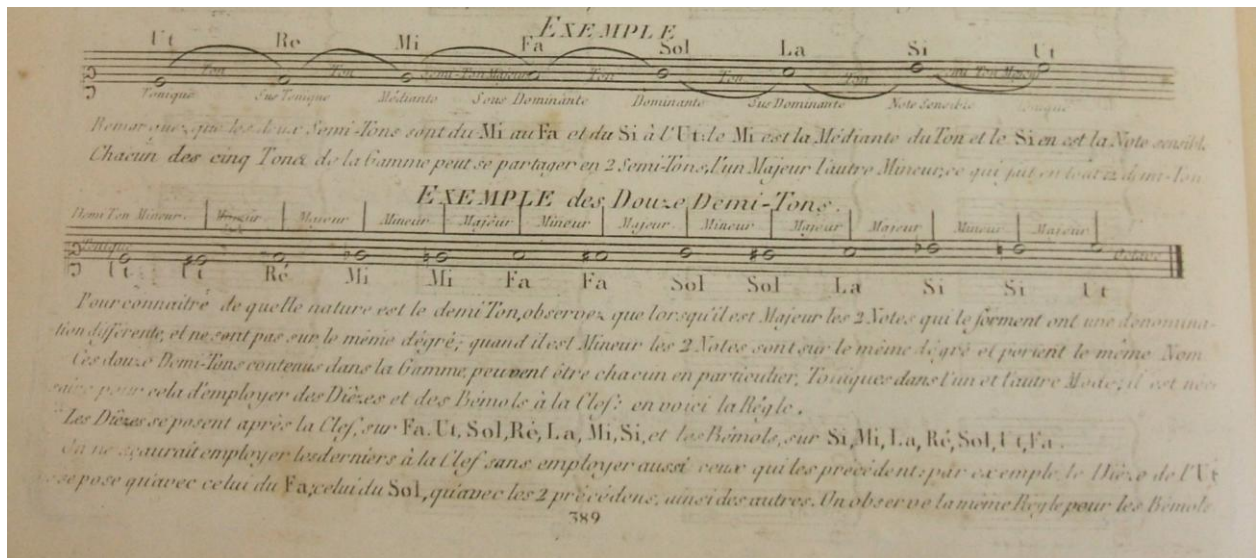 EXEMPLE
Ut Re Mi Fa Sol La Si Ut
Ton Ton Semi-Ton Majeur Ton Ton Ton Semi Ton Majeur
Tonique Sus Tonique Médiante Sous Dominante Dominante Sus Dominante Note Sensible Tonique
Remarquez que les deux Semi-Tons sont du Mi au Fa et du Si à l'Ut: le Mi est la Médiante du Ton et le Si en est la Note sensibl
Chacun des cinq Tons de la Gamme peut se partager en 2 Semi-Tons, l'un Majeur l'autre Mineur, ce qui fait en tout 12 demi-Ton
EXEMPLE des Douze Demi-Tons.
Demi Ton Mineur. Majeur Mineur Majeur Mineur Majeur Mineur Majeur Majeur Mineur Majeur
Tonique Octave
Ut Ut Ré Mi Mi Fa Fa Sol Sol La Si Si Ut
Pour connaitré de quelle nature est le demi Ton, observez que lorsqu'il est Majeur les 2 Notes qui le forment ont une dénomina-
tion différente, et ne sont pas sur le même dégré; quand il est Mineur les 2 Notes sont sur le même dégré et portent le même Nom
Ces douze Demi-Tons contenus dans la Gamme, peuvent être chacun en particulier, Toniques dans l'un et l'autre Mode; il est néce
saire pour cela d'employer des Dièzes et des Bémols à la Clef: en voici la Régle.
Les Dièzes se posent après la Clef, sur Fa, Ut, Sol, Ré, La, Mi, Si, et les Bémols, sur Si, Mi, La, Ré, Sol, Ut, Fa.
On ne sçaurait employer les derniers à la Clef sans employer aussi ceux qui les précédent: par exemple le Dièze de l'Ut
se pose qu'avec celui du Fa; celui du Sol, qu'avec les 2 précédens, ainsi des autres. On observe la même Régle pour les Bémols
389